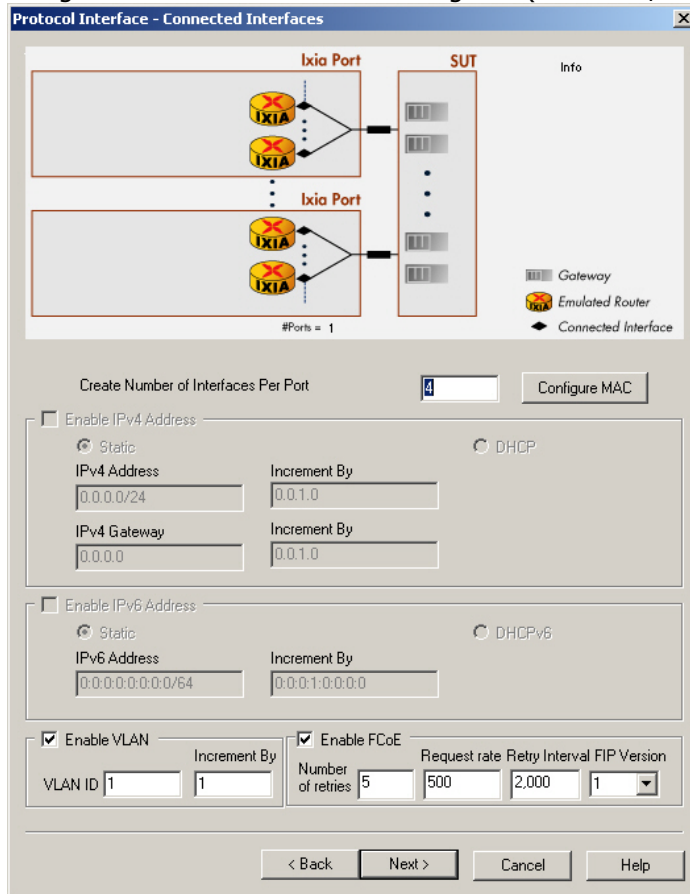 Protocol Interface - Connected Interfaces
Ixia Port
SUT
Info
IXIA
IXIA
Ixia Port
IXIA
IXIA
Gateway
IXIA
Emulated Router
Connected Interface
#Ports = 1
Create Number of Interfaces Per Port
4
Configure MAC
Enable IPv4 Address
Static
DHCP
IPv4 Address
Increment By
0.0.0.0/24
0.0.1.0
IPv4 Gateway
Increment By
0.0.0.0
0.0.1.0
Enable IPv6 Address
Static
DHCPv6
IPv6 Address
Increment By
0:0:0:0:0:0:0:0/64
0:0:0:1:0:0:0:0
Enable VLAN
Increment By
VLAN ID
1
1
Enable FCoE
Number of retries
5
Request rate
500
Retry Interval
2,000
FIP Version
1
< Back
Next >
Cancel
Help